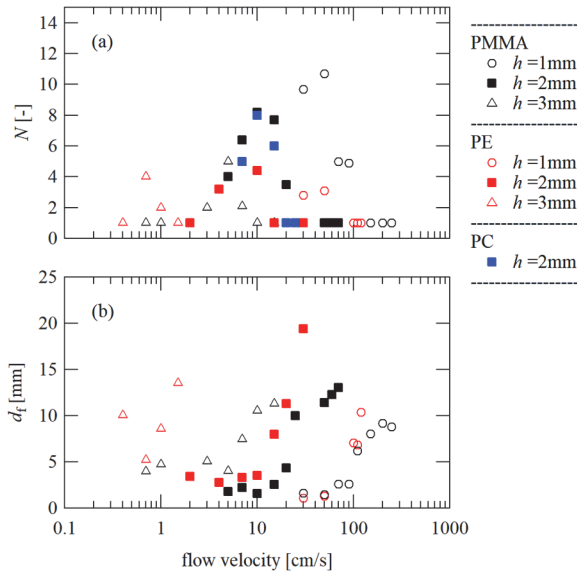 14
12
10
8
6
4
2
0
N [-]
(a)
25
20
15
10
5
0
d_f [mm]
(b)
0.1
1
10
100
1000
flow velocity [cm/s]
PMMA
h =1mm
h =2mm
h =3mm
PE
h =1mm
h =2mm
h =3mm
PC
h =2mm